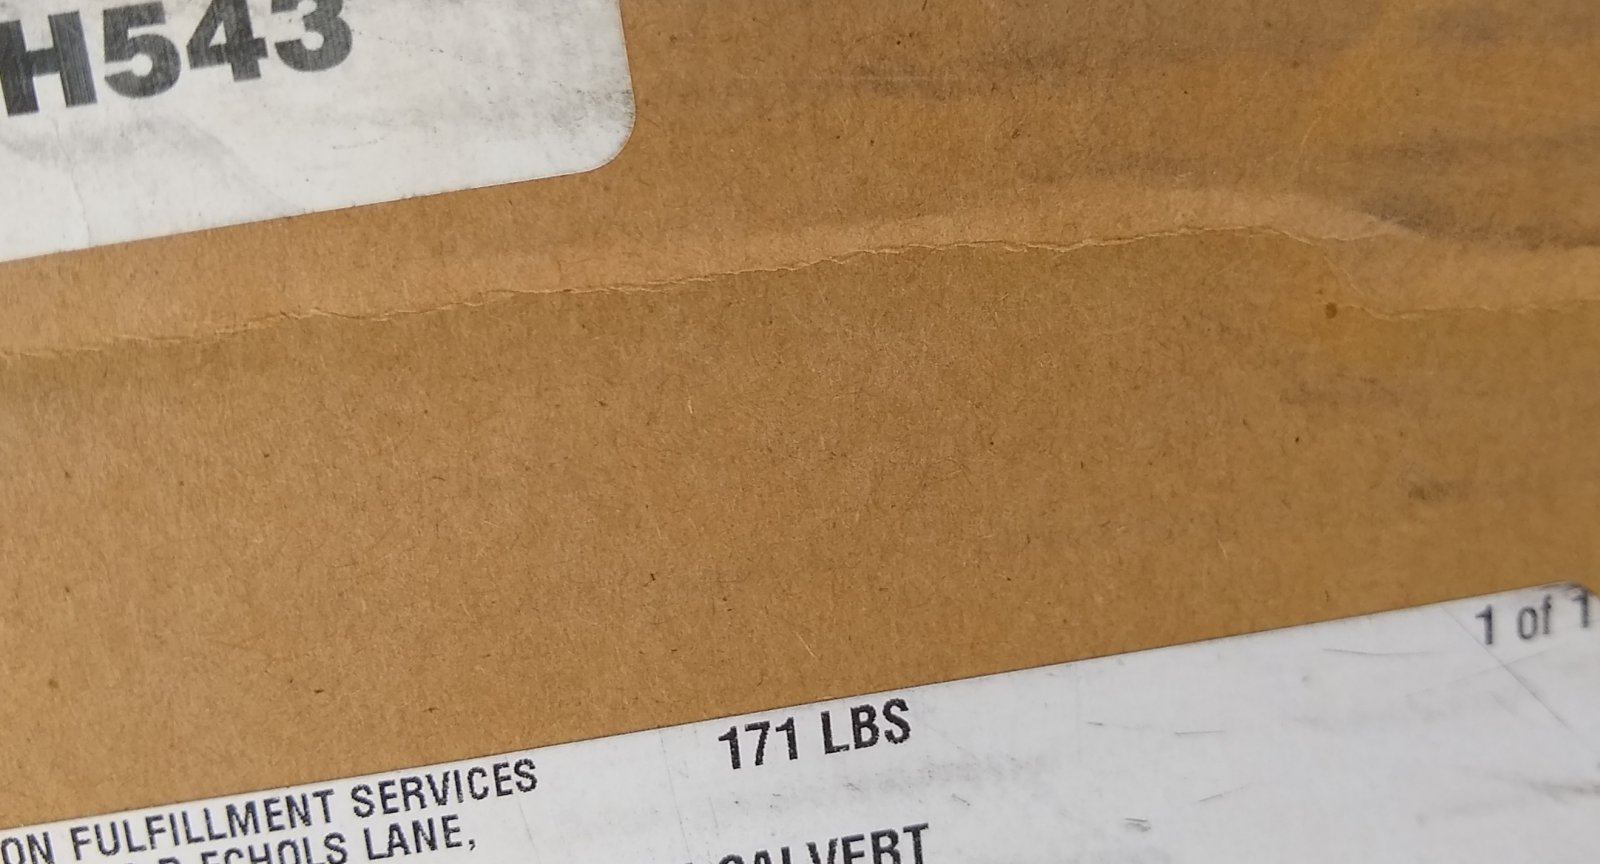 H543
1 of 1
171 LBS
ON FULFILLMENT SERVICES
ECHOLS LANE,
CALVERT